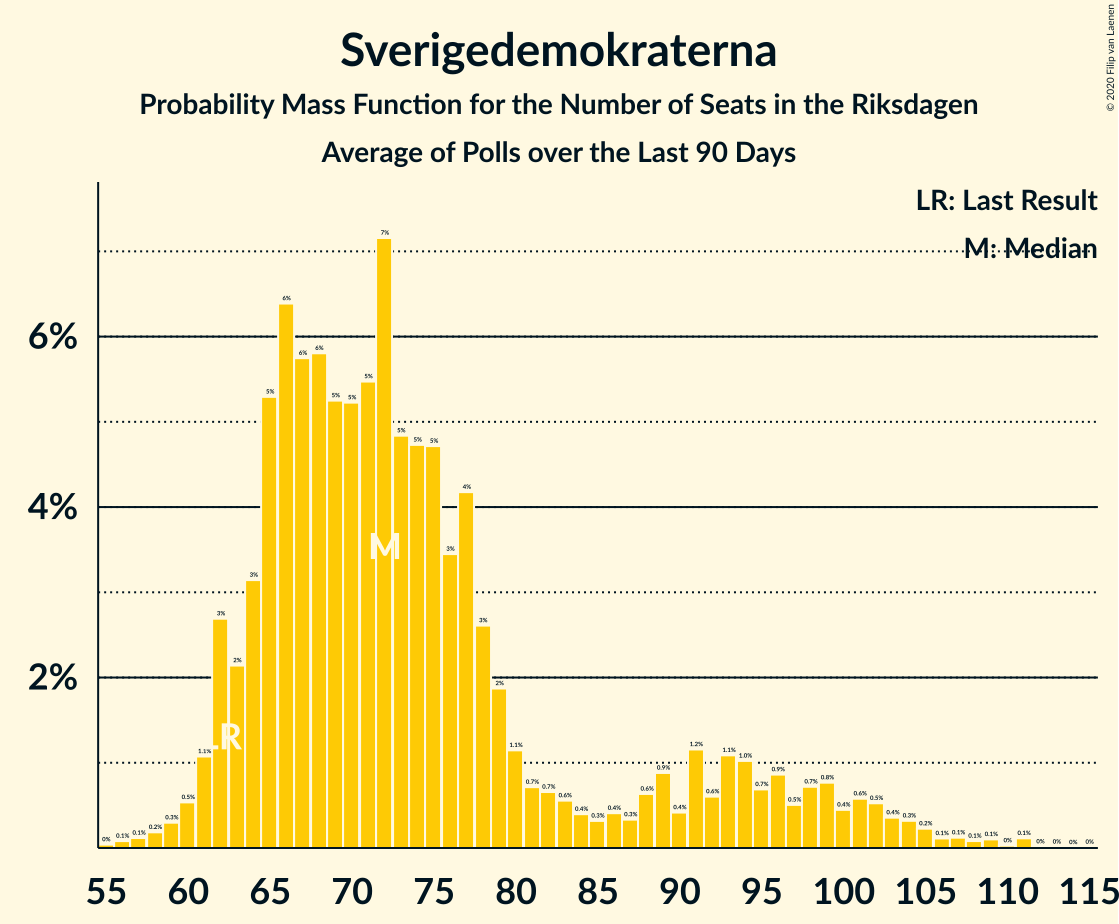 Sverigedemokraterna
Probability Mass Function for the Number of Seats in the Riksdagen
Average of Polls over the Last 90 Days
© 2020 Filip van Laenen
LR: Last Result
M: Median
6%
4%
2%
0% 0.1% 0.1% 0.2% 0.3% 0.5% 1.1% 3% 2% 3% 5% 6% 6% 6% 5% 5% 5% 7% 5% 5% 5% 3% 4% 3% 2% 1.1% 0.7% 0.7% 0.6% 0.4% 0.3% 0.4% 0.3% 0.6% 0.9% 0.4% 1.2% 0.6% 1.1% 1.0% 0.7% 0.9% 0.5% 0.7% 0.8% 0.4% 0.6% 0.5% 0.4% 0.3% 0.2% 0.1% 0.1% 0.1% 0.1% 0% 0.1% 0% 0% 0% 0%
M
LR
55 60 65 70 75 80 85 90 95 100 105 110 115